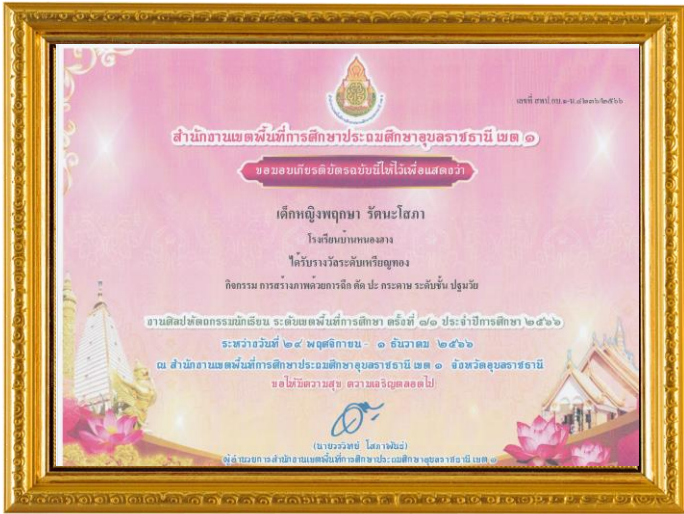 สำนักงานเขตพื้นที่การศึกษาประถมศึกษาอุบลราชธานี เขต ๑
ขอมอบเกียรติบัตรฉบับนี้ให้ไว้เพื่อแสดงว่า
เด็กหญิงพฤกษา รัตนะโสภา
โรงเรียนบ้านหนองสาง
ได้รับรางวัลระดับเหรียญทอง
กิจกรรม การสร้างภาพด้วยการฉีก ตัด ปะ กระดาษ ระดับชั้น ปฐมวัย
งานศิลปหัตถกรรมนักเรียน ระดับเขตพื้นที่การศึกษา ครั้งที่ ๗๑ ประจำปีการศึกษา ๒๕๖๖
ระหว่างวันที่ ๒๔ พฤศจิกายน - ๑ ธันวาคม ๒๕๖๖
ณ สำนักงานเขตพื้นที่การศึกษาประถมศึกษาอุบลราชธานี เขต ๑ จังหวัดอุบลราชธานี
ขอให้มีความสุข ความเจริญตลอดไป
โสภาพันธ์)
ผู้อำนวยการสำนักงานเขตพื้นที่การศึกษาประถมศึกษาอุบลราชธานี เขต ๑